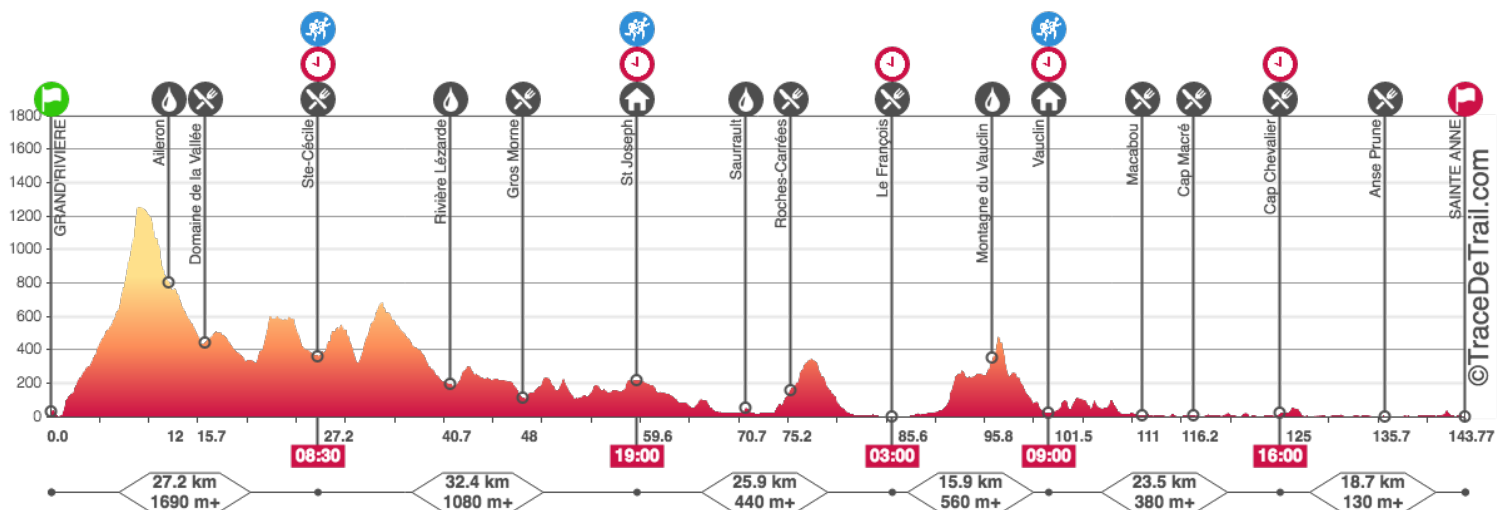 1800
1600
1400
1200
1000
800
600
400
200
0
GRAND'RIVIERE
Aileron
Domaine de la Vallée
Ste-Cécile
Rivière Lézarde
Gros Morne
St Joseph
Saurrault
Roches-Carrées
Le François
Montagne du Vauclin
Vauclin
Macabou
Cap Macré
Cap Chevalier
Anse Prune
SAINTE ANNE
©TraceDeTrail.com
0.0 12 15.7 27.2 40.7 48 59.6 70.7 75.2 85.6 95.8 101.5 111 116.2 125 135.7 143.77
08:30 19:00 03:00 09:00 16:00
27.2 km 32.4 km 25.9 km 15.9 km 23.5 km 18.7 km
1690 m+ 1080 m+ 440 m+ 560 m+ 380 m+ 130 m+